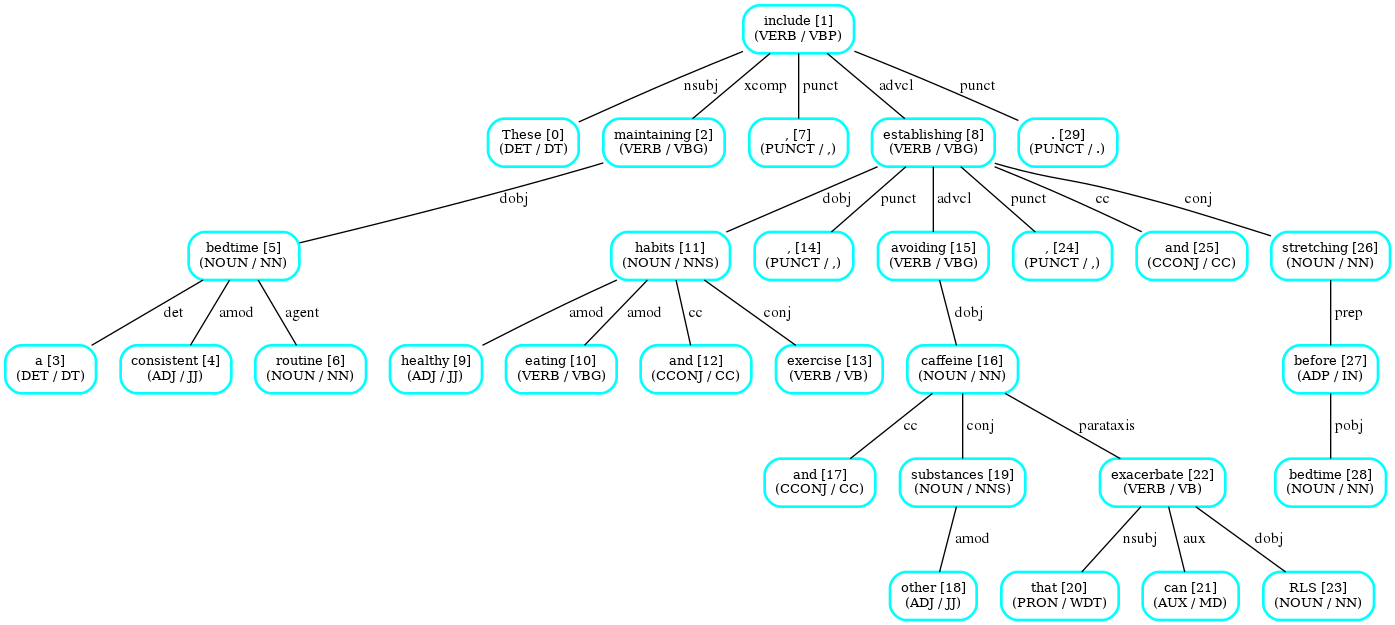 include [1]
(VERB / VBP)
nsubj
xcomp
punct
advcl
punct
These [0]
(DET / DT)
maintaining [2]
(VERB / VBG)
, [7]
(PUNCT / ,)
establishing [8]
(VERB / VBG)
. [29]
(PUNCT / .)
dobj
dobj
punct
advcl
punct
cc
conj
bedtime [5]
(NOUN / NN)
habits [11]
(NOUN / NNS)
, [14]
(PUNCT / ,)
avoiding [15]
(VERB / VBG)
, [24]
(PUNCT / ,)
and [25]
(CCONJ / CC)
stretching [26]
(NOUN / NN)
det
amod
agent
amod
amod
cc
conj
dobj
prep
a [3]
(DET / DT)
consistent [4]
(ADJ / JJ)
routine [6]
(NOUN / NN)
healthy [9]
(ADJ / JJ)
eating [10]
(VERB / VBG)
and [12]
(CCONJ / CC)
exercise [13]
(VERB / VB)
caffeine [16]
(NOUN / NN)
before [27]
(ADP / IN)
cc
conj
parataxis
pobj
and [17]
(CCONJ / CC)
substances [19]
(NOUN / NNS)
exacerbate [22]
(VERB / VB)
bedtime [28]
(NOUN / NN)
amod
nsubj
aux
dobj
other [18]
(ADJ / JJ)
that [20]
(PRON / WDT)
can [21]
(AUX / MD)
RLS [23]
(NOUN / NN)